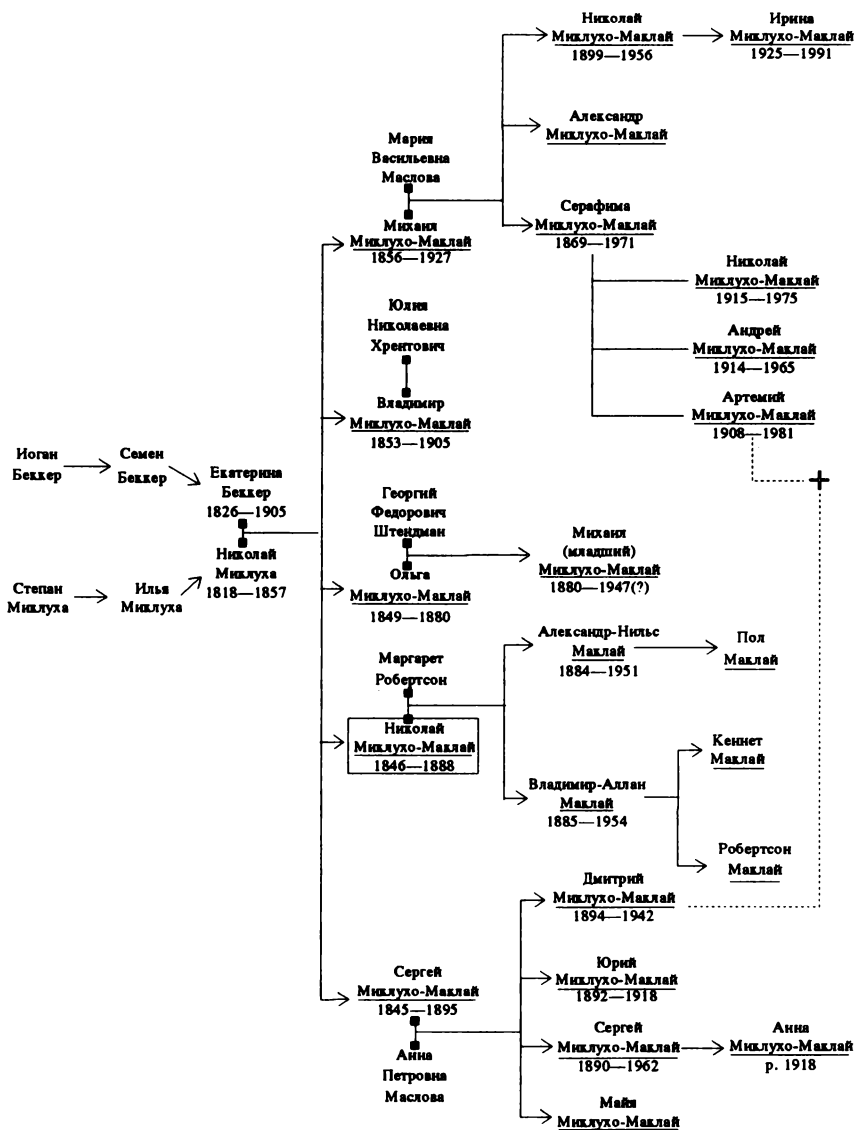 Николай
Миклухо-Маклай
1899—1956
Ирина
Миклухо-Маклай
1925—1991
Александр
Миклухо-Маклай
Мария
Васильевна
Маслова
Михаил
Миклухо-Маклай
1856—1927
Серафима
Миклухо-Маклай
1869—1971
Николай
Миклухо-Маклай
1915—1975
Андрей
Миклухо-Маклай
1914—1965
Артемий
Миклухо-Маклай
1908—1981
Юлия
Николаевна
Хрентович
Владимир
Миклухо-Маклай
1853—1905
Иоган
Беккер
Семен
Беккер
Екатерина
Беккер
1826—1905
Николай
Миклуха
1818—1857
Степан
Миклуха
Илья
Миклуха
Георгий
Федорович
Штендман
Ольга
Миклухо-Маклай
1849—1880
Михаил
(младший)
Миклухо-Маклай
1880—1947(?)
Маргарет
Робертсон
Николай
Миклухо-Маклай
1846—1888
Александр-Нильс
Маклай
1884—1951
Пол
Маклай
Владимир-Аллан
Маклай
1885—1954
Кеннет
Маклай
Робертсон
Маклай
Дмитрий
Миклухо-Маклай
1894—1942
Юрий
Миклухо-Маклай
1892—1918
Сергей
Миклухо-Маклай
1845—1895
Анна
Петровна
Маслова
Сергей
Миклухо-Маклай
1890—1962
Анна
Миклухо-Маклай
р. 1918
Майя
Миклухо-Маклай